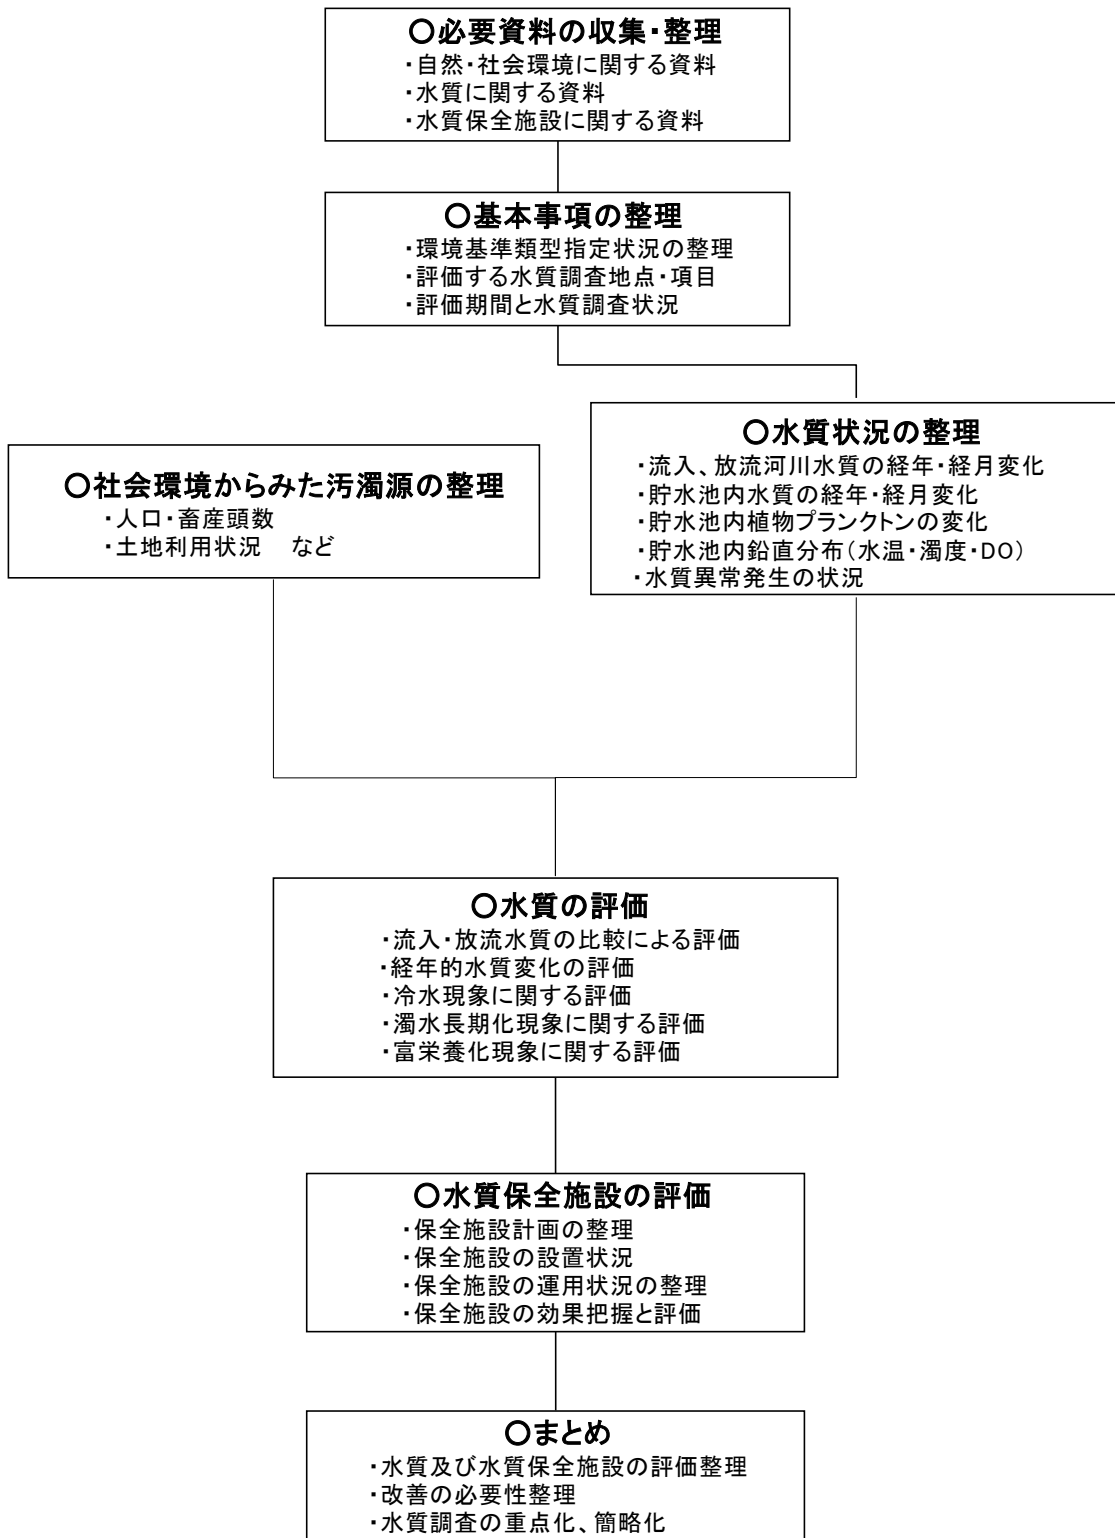 ○必要資料の収集・整理
・自然・社会環境に関する資料
・水質に関する資料
・水質保全施設に関する資料
○基本事項の整理
・環境基準類型指定状況の整理
・評価する水質調査地点・項目
・評価期間と水質調査状況
○社会環境からみた汚濁源の整理
・人口・畜産頭数
・土地利用状況　など
○水質状況の整理
・流入、放流河川水質の経年・経月変化
・貯水池内水質の経年・経月変化
・貯水池内植物プランクトンの変化
・貯水池内鉛直分布(水温・濁度・DO)
・水質異常発生の状況
○水質の評価
・流入・放流水質の比較による評価
・経年的水質変化の評価
・冷水現象に関する評価
・濁水長期化現象に関する評価
・富栄養化現象に関する評価
○水質保全施設の評価
・保全施設計画の整理
・保全施設の設置状況
・保全施設の運用状況の整理
・保全施設の効果把握と評価
○まとめ
・水質及び水質保全施設の評価整理
・改善の必要性整理
・水質調査の重点化、簡略化